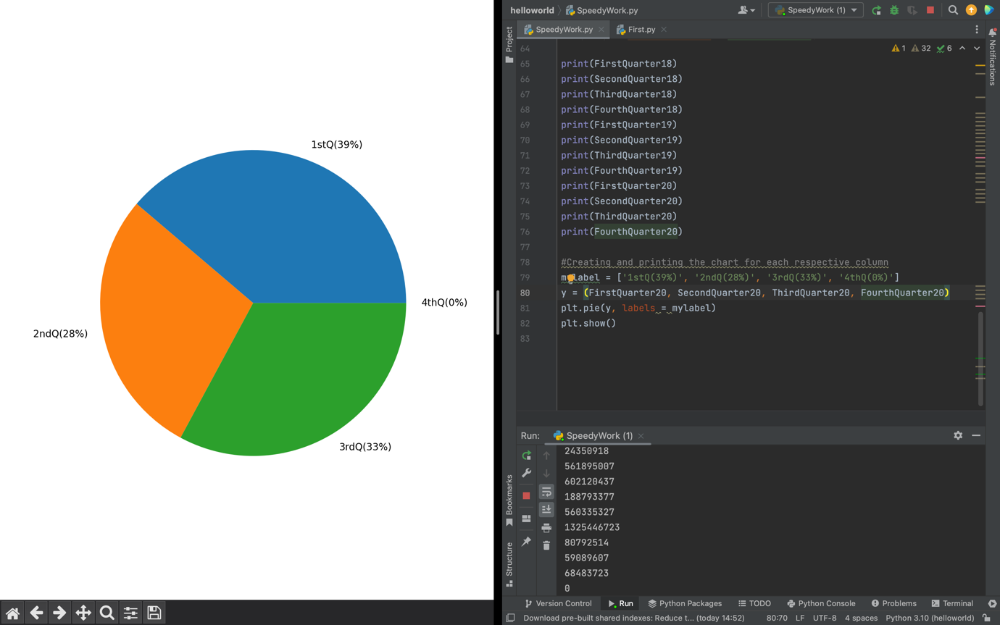 1stQ(39%)
4thQ(0%)
2ndQ(28%)
3rdQ(33%)
helloworld
SpeedyWork.py
SpeedyWork (1)
SpeedyWork.py
First.py
Project
Notifications
1 32 6
64
65 print(FirstQuarter18)
66 print(SecondQuarter18)
67 print(ThirdQuarter18)
68 print(FourthQuarter18)
69 print(FirstQuarter19)
70 print(SecondQuarter19)
71 print(ThirdQuarter19)
72 print(FourthQuarter19)
73 print(FirstQuarter20)
74 print(SecondQuarter20)
75 print(ThirdQuarter20)
76 print(FourthQuarter20)
77
78 #Creating and printing the chart for each respective column
79 mylabel = ['1stQ(39%)', '2ndQ(28%)', '3rdQ(33%)', '4thQ(0%)']
80 y = (FirstQuarter20, SecondQuarter20, ThirdQuarter20, FourthQuarter20)
81 plt.pie(y, labels = mylabel)
82 plt.show()
83
Run: SpeedyWork (1)
24350918
561895007
602120437
188793377
560335327
1325446723
80792514
59089607
68483723
0
Bookmarks
Structure
Version Control Run Python Packages TODO Python Console Problems Terminal
Download pre-built shared indexes: Reduce t... (today 14:52) 80:70 LF UTF-8 4 spaces Python 3.10 (helloworld)